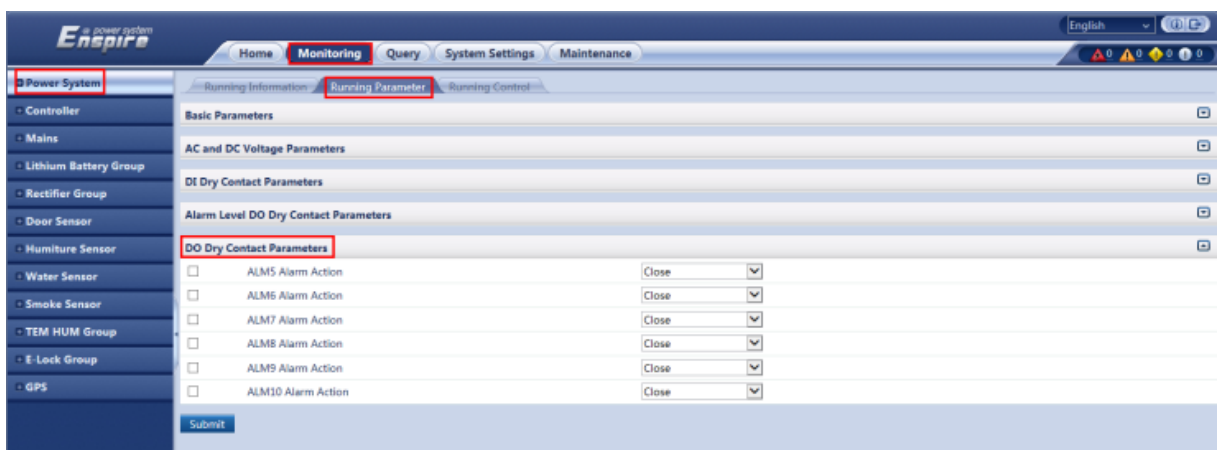 e power system
Enspire
English
Home Monitoring Query System Settings Maintenance
0 0 0 0
Power System
Running Information Running Parameter Running Control
Controller
Basic Parameters
Mains
AC and DC Voltage Parameters
Lithium Battery Group
DI Dry Contact Parameters
Rectifier Group
Door Sensor
Alarm Level DO Dry Contact Parameters
Humiture Sensor
DO Dry Contact Parameters
Water Sensor
ALM5 Alarm Action Close
Smoke Sensor
ALM6 Alarm Action Close
TEM HUM Group
ALM7 Alarm Action Close
E-Lock Group
ALM8 Alarm Action Close
GPS
ALM9 Alarm Action Close
ALM10 Alarm Action Close
Submit